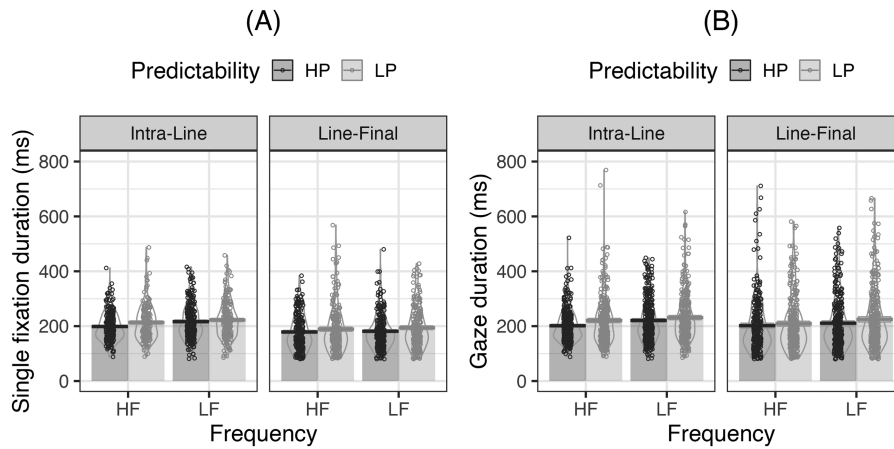 (A)
Predictability HP LP
Intra-Line Line-Final
Single fixation duration (ms)
800
600
400
200
0
HF LF HF LF
Frequency
(B)
Predictability HP LP
Intra-Line Line-Final
Gaze duration (ms)
800
600
400
200
0
HF LF HF LF
Frequency